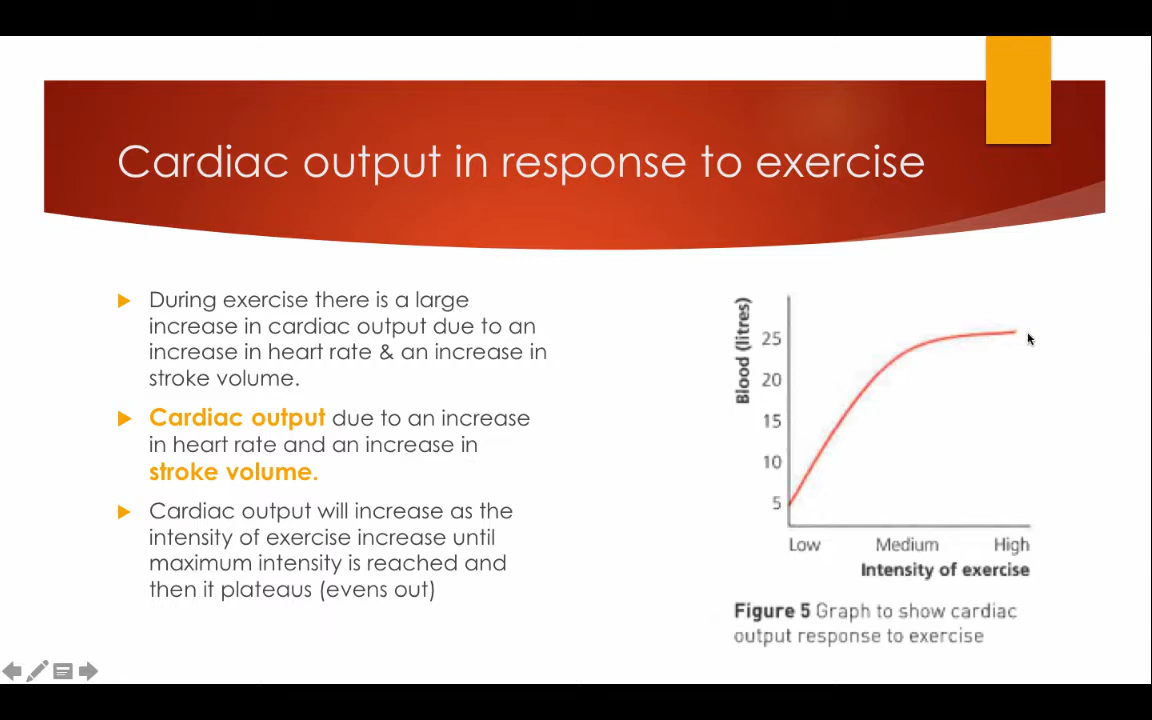 Cardiac output in response to exercise
During exercise there is a large
increase in cardiac output due to an
increase in heart rate & an increase in
stroke volume.
Cardiac output due to an increase
in heart rate and an increase in
stroke volume.
Cardiac output will increase as the
intensity of exercise increase until
maximum intensity is reached and
then it plateaus (evens out)
Blood (litres)
25
20
15
10
5
Low Medium High
Intensity of exercise
Figure 5 Graph to show cardiac
output response to exercise